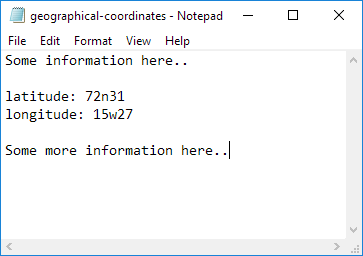 geographical-coordinates - Notepad
File Edit Format View Help
Some information here..
latitude: 72n31
longitude: 15w27
Some more information here..